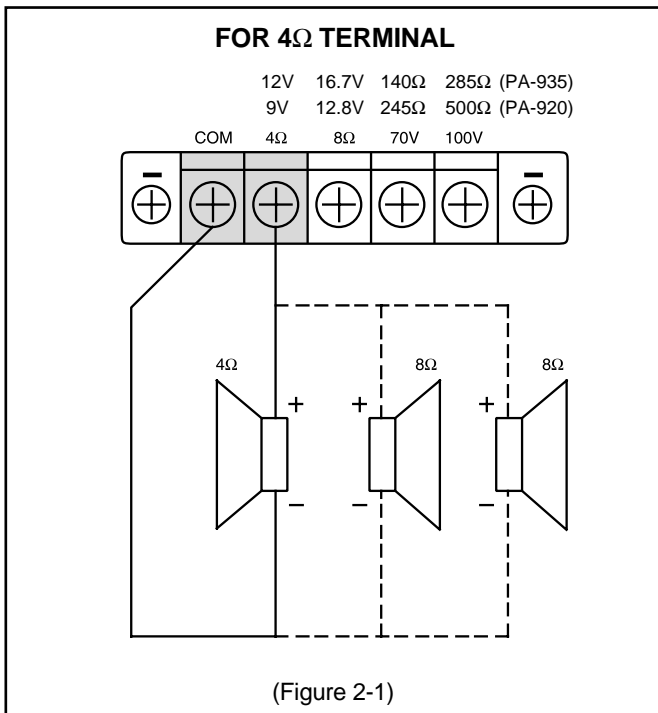 FOR 4Ω TERMINAL
12V 16.7V 140Ω 285Ω (PA-935)
9V 12.8V 245Ω 500Ω (PA-920)
COM 4Ω 8Ω 70V 100V
4Ω 8Ω 8Ω
+ + +
− − −
(Figure 2-1)